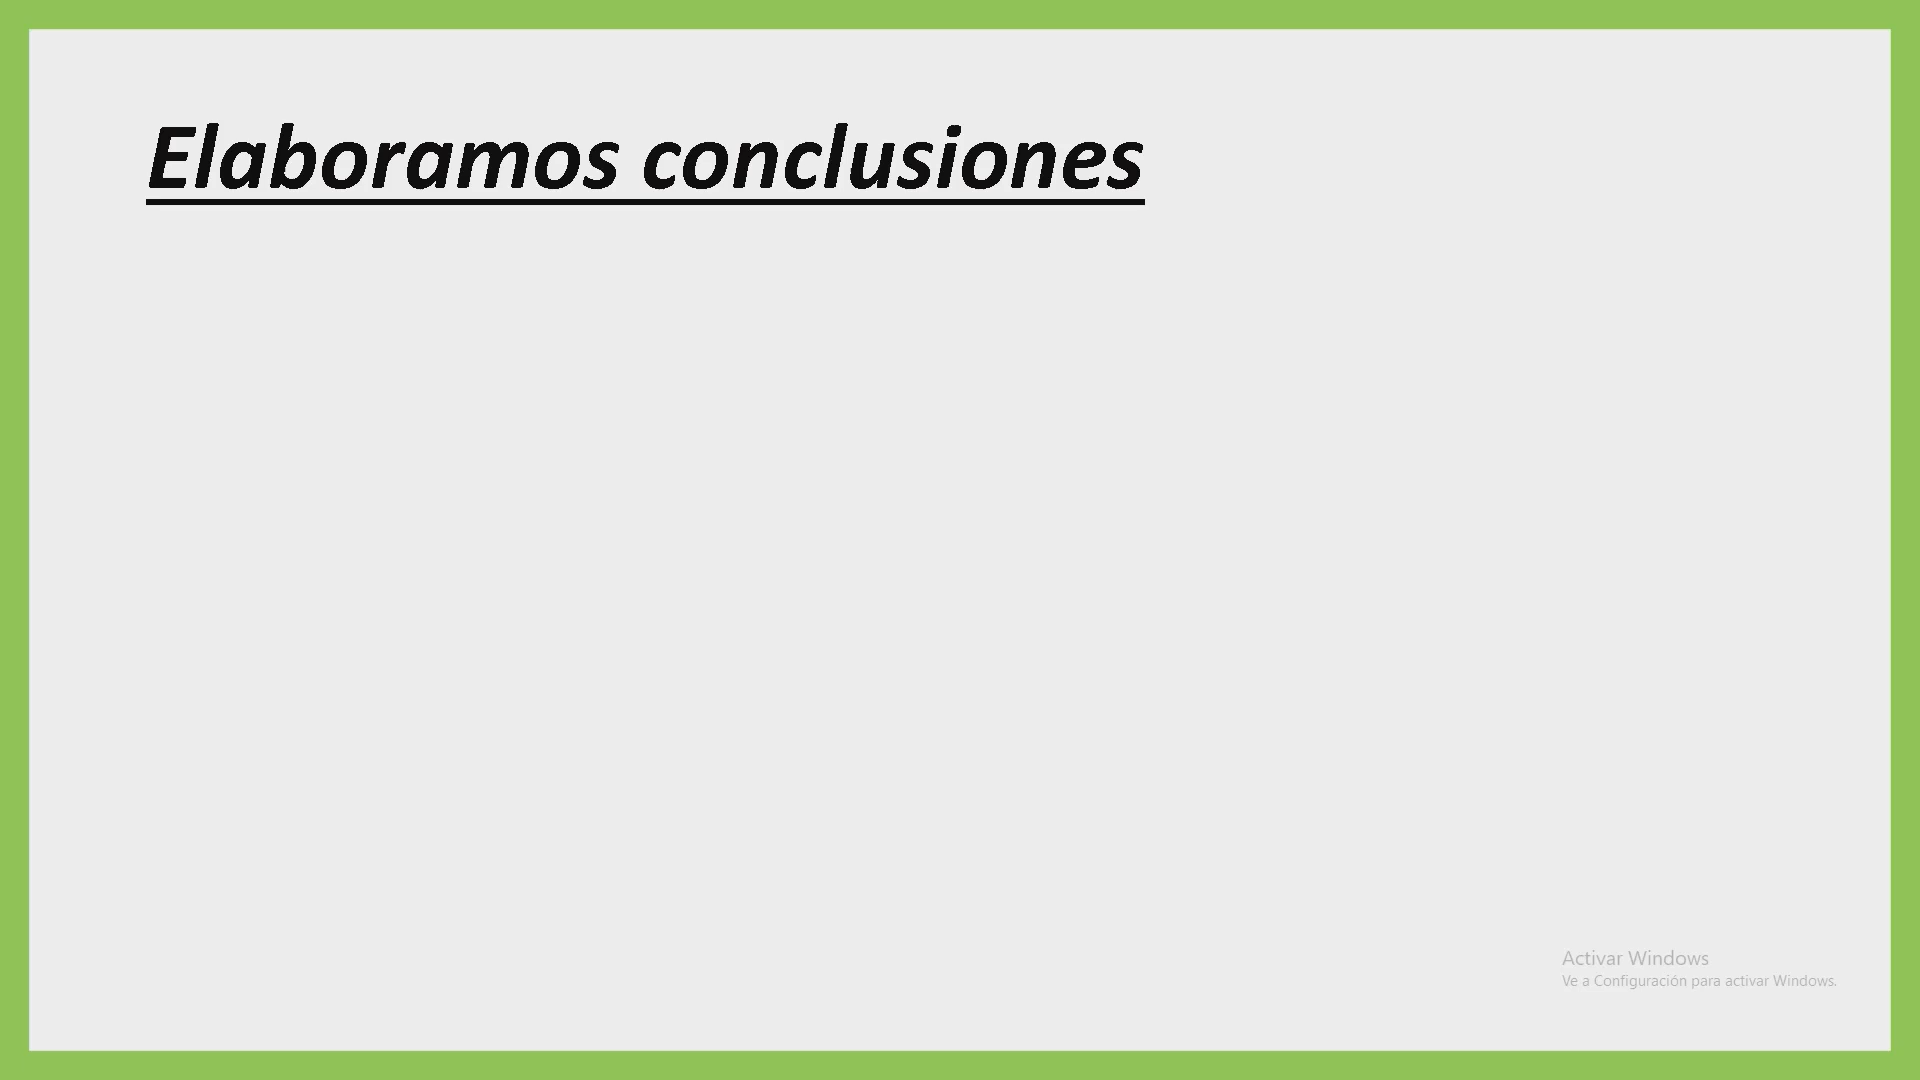 Elaboramos conclusiones
Activar Windows
Ve a Configuración para activar Windows.